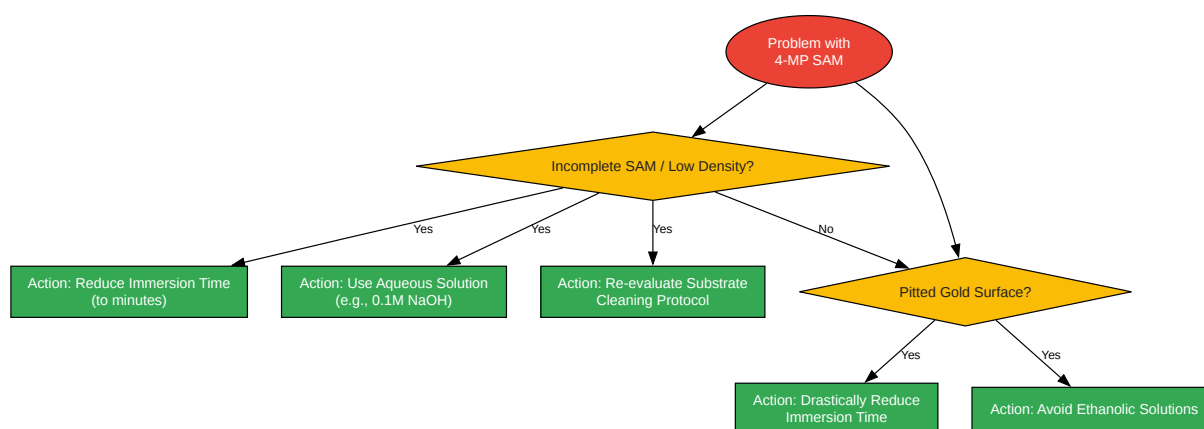 Problem with
4-MP SAM
Incomplete SAM / Low Density?
Yes
Yes
Yes
No
Action: Reduce Immersion Time
(to minutes)
Action: Use Aqueous Solution
(e.g., 0.1M NaOH)
Action: Re-evaluate Substrate
Cleaning Protocol
Pitted Gold Surface?
Yes
Yes
Action: Drastically Reduce
Immersion Time
Action: Avoid Ethanolic Solutions